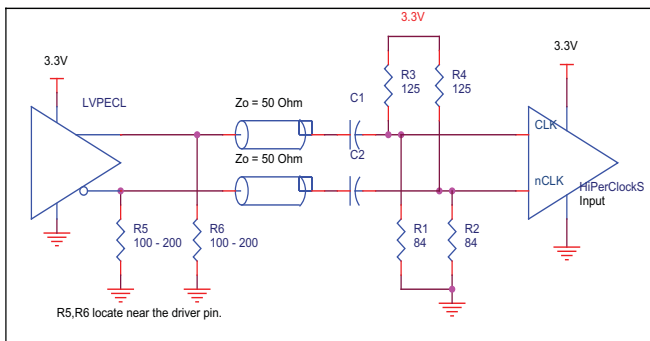 3.3V
3.3V
3.3V
LVPECL
Zo = 50 Ohm
C1
R3
125
R4
125
CLK
Zo = 50 Ohm
C2
nCLK
HiPerClockS
Input
R5
100 - 200
R6
100 - 200
R1
84
R2
84
R5,R6 locate near the driver pin.